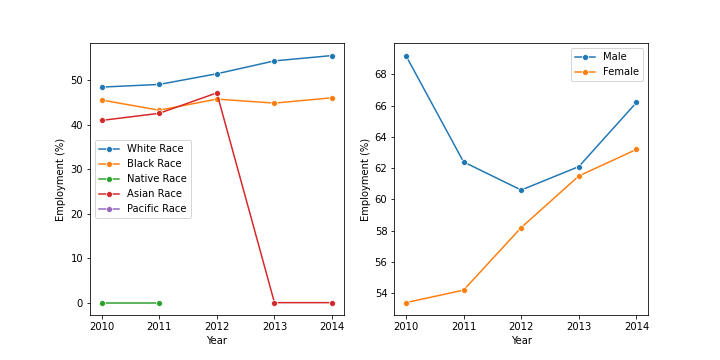 Employment (%)
50
40
30
20
10
0
White Race
Black Race
Native Race
Asian Race
Pacific Race
2010 2011 2012 2013 2014
Year
Employment (%)
68
66
64
62
60
58
56
54
Male
Female
2010 2011 2012 2013 2014
Year